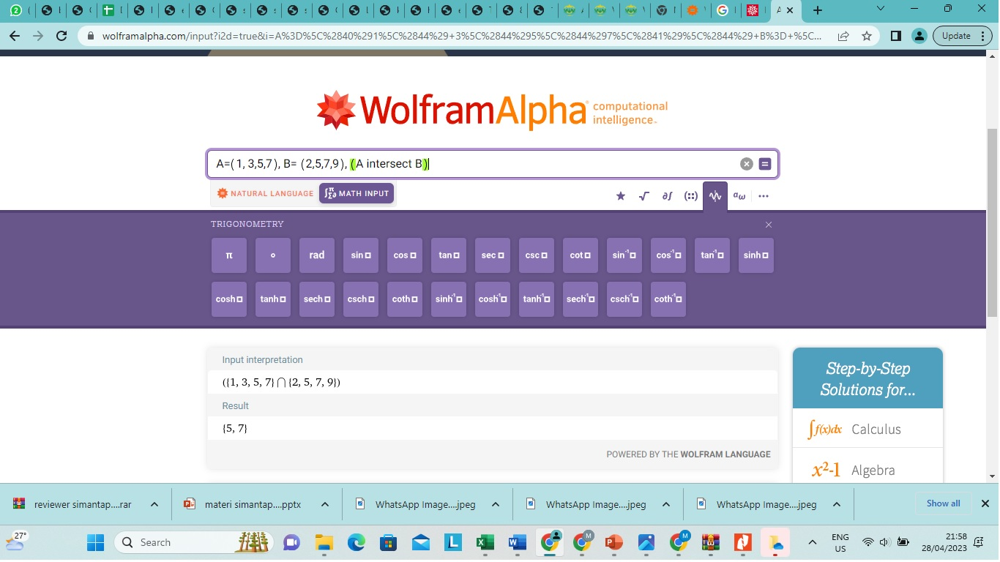 Update
wolframalpha.com/input?i2d=true&i=A%3D%5C%2840%291%5C%2844%29+3%5C%2844%295%5C%2844%297%5C%2841%29%5C%2844%29+B%3D+%5C...
WolframAlpha computational intelligence™
A=(1, 3,5,7), B= (2,5,7,9), (A intersect B)
NATURAL LANGUAGE
MATH INPUT
TRIGONOMETRY
π ° rad sin cos tan sec csc cot sin⁻¹ cos⁻¹ tan⁻¹ sinh
cosh tanh sech csch coth sinh⁻¹ cosh⁻¹ tanh⁻¹ sech⁻¹ csch⁻¹ coth⁻¹
Input interpretation
({1, 3, 5, 7} ⋂ {2, 5, 7, 9})
Result
{5, 7}
POWERED BY THE WOLFRAM LANGUAGE
Step-by-Step
Solutions for...
∫f(x)dx Calculus
x²-1 Algebra
reviewer simantap....rar
materi simantap....pptx
WhatsApp Image....jpeg
WhatsApp Image....jpeg
WhatsApp Image....jpeg
Show all
27°
Search
ENG
US
21:58
28/04/2023